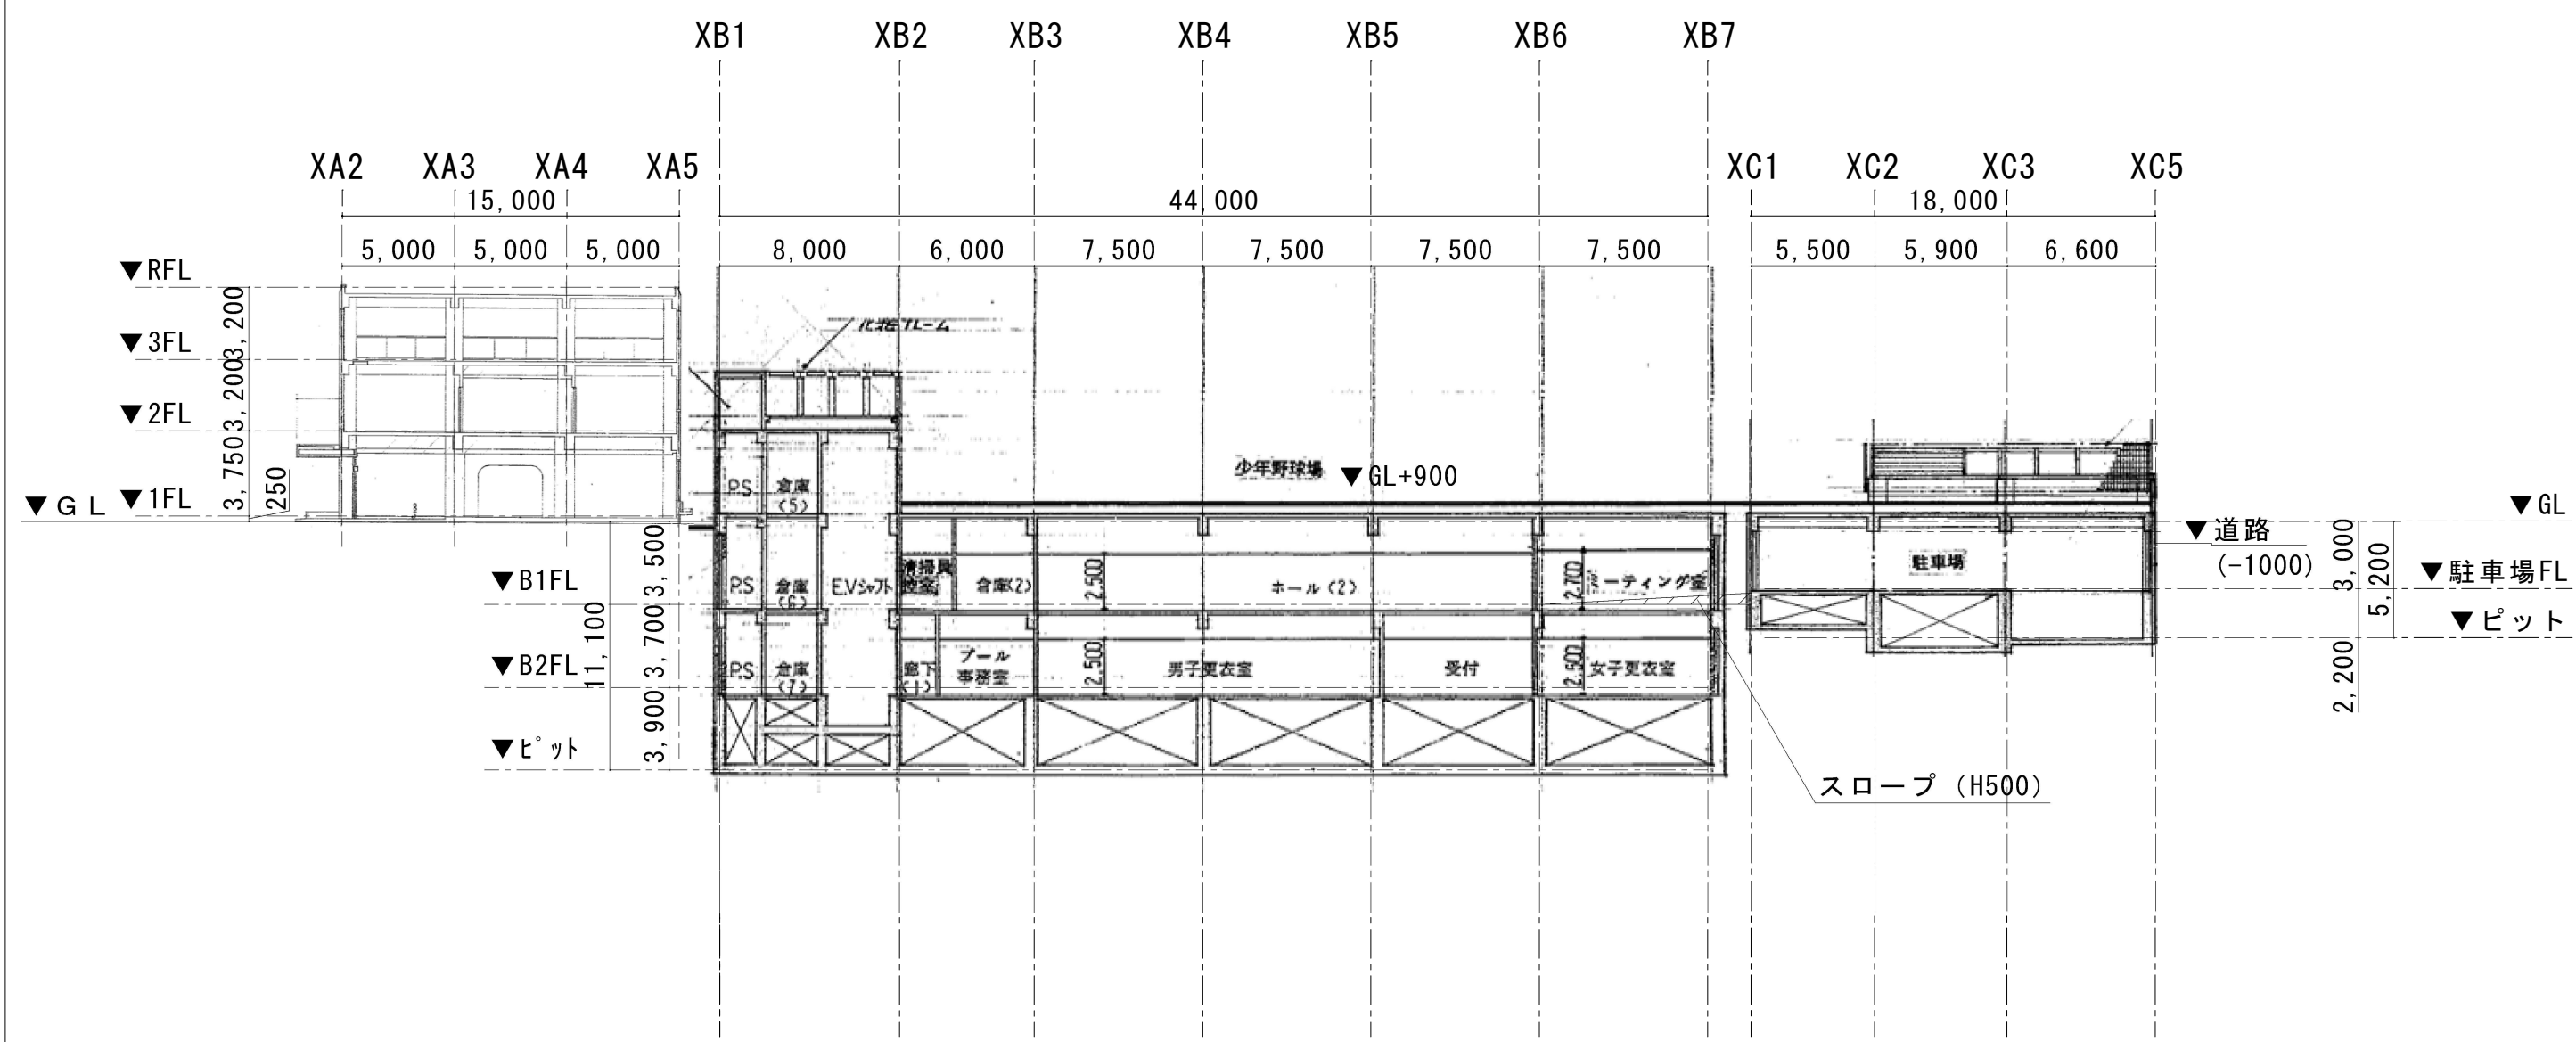 XB1 XB2 XB3 XB4 XB5 XB6 XB7
XA2 XA3 XA4 XA5
XC1 XC2 XC3 XC5
15,000
44,000
18,000
5,000 5,000 5,000
8,000 6,000 7,500 7,500 7,500 7,500
5,500 5,900 6,600
▼RFL
3,200
▼3FL
3,200
▼2FL
3,750
250
▼1FL
▼GL
少年野球場
▼GL+900
P.S 倉庫(5)
▼GL
▼道路
(-1000)
▼駐車場FL
▼ピット
3,000
5,200
2,200
駐車場
3,500
▼B1FL
P.S 倉庫(6) E.Vシャフト 清掃員控室 倉庫(2) 2,500 ホール(2) 2,700 ミーティング室
3,700
11,100
▼B2FL
P.S 倉庫(7) 廊下(1) プール事務室 2,500 男子更衣室 受付 2,500 女子更衣室
3,900
▼ピット
スロープ(H500)